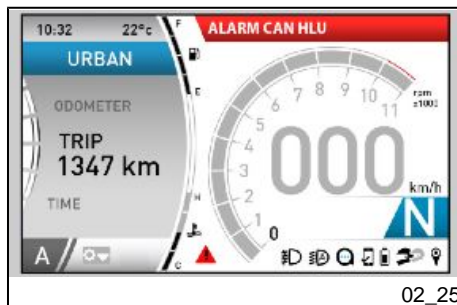 10:32 22°c
ALARM CAN HLU
URBAN
ODOMETER
TRIP
1347 km
TIME
A
F
E
H
C
0
1
2
3
4
5
6
7
8
9
10
11
rpm
x1000
000
km/h
N
02_25